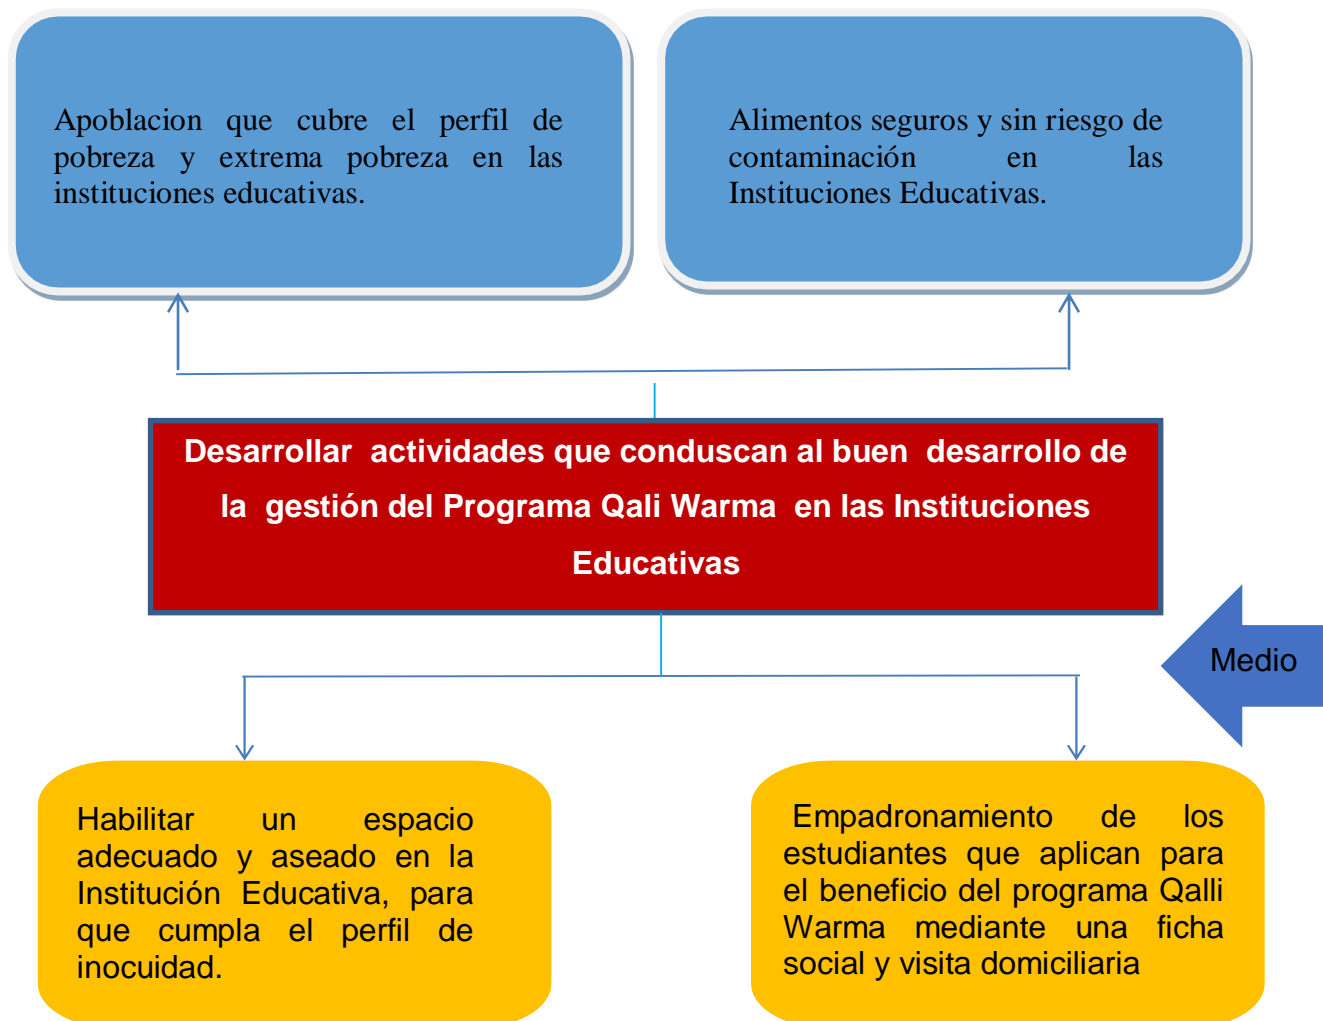 Apoblacion que cubre el perfil de
pobreza y extrema pobreza en las
instituciones educativas.
Alimentos seguros y sin riesgo de
contaminación en las
Instituciones Educativas.
Desarrollar actividades que conduscan al buen desarrollo de
la gestión del Programa Qali Warma en las Instituciones
Educativas
Medio
Habilitar un espacio
adecuado y aseado en la
Institución Educativa, para
que cumpla el perfil de
inocuidad.
Empadronamiento de los
estudiantes que aplican para
el beneficio del programa Qalli
Warma mediante una ficha
social y visita domiciliaria